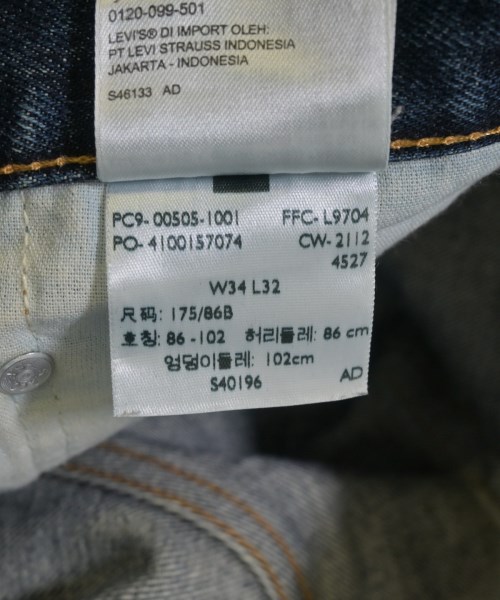 0120-099-501
LEVI'S® DI IMPORT OLEH:
PT LEVI STRAUSS INDONESIA
JAKARTA - INDONESIA
S46133 AD
PC9- 00505-1001 FFC- L9704
PO- 4100157074 CW- 2112
4527
W34 L32
尺码: 175/86B
호칭: 86 -102 허리둘레: 86 cm
엉덩이둘레: 102cm
S40196 AD